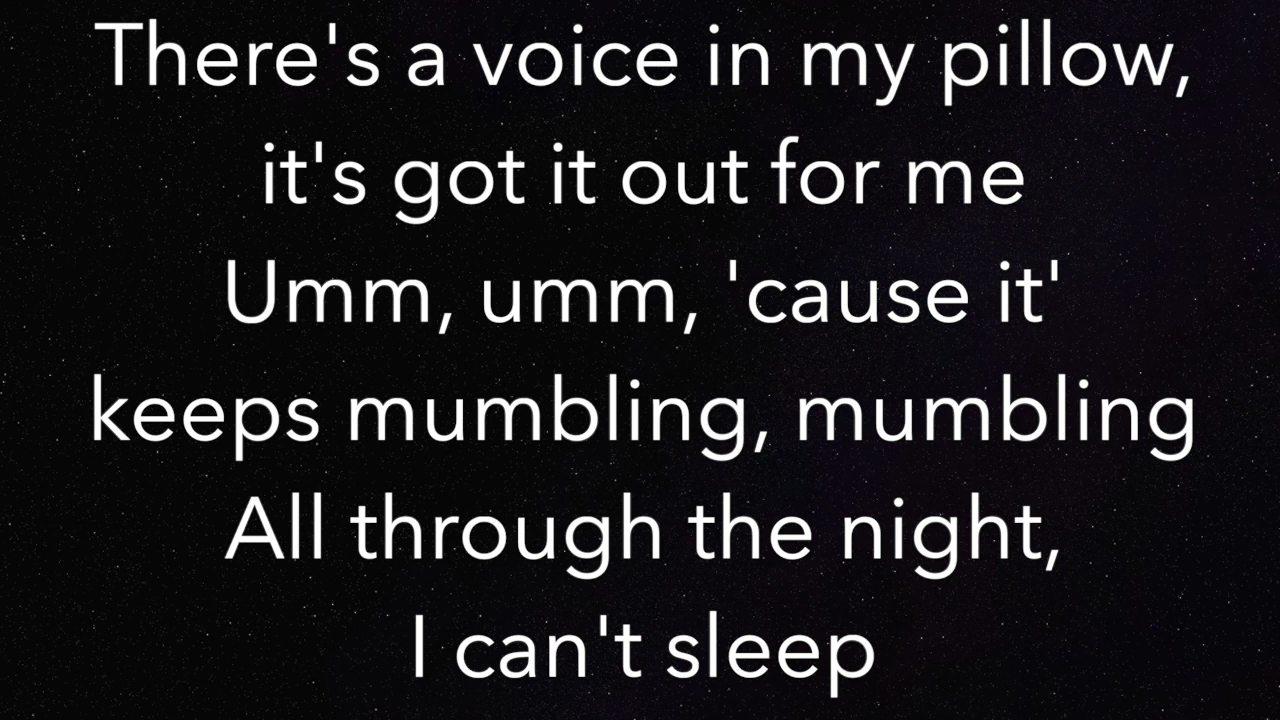 There's a voice in my pillow,
it's got it out for me
Umm, umm, 'cause it'
keeps mumbling, mumbling
All through the night,
I can't sleep